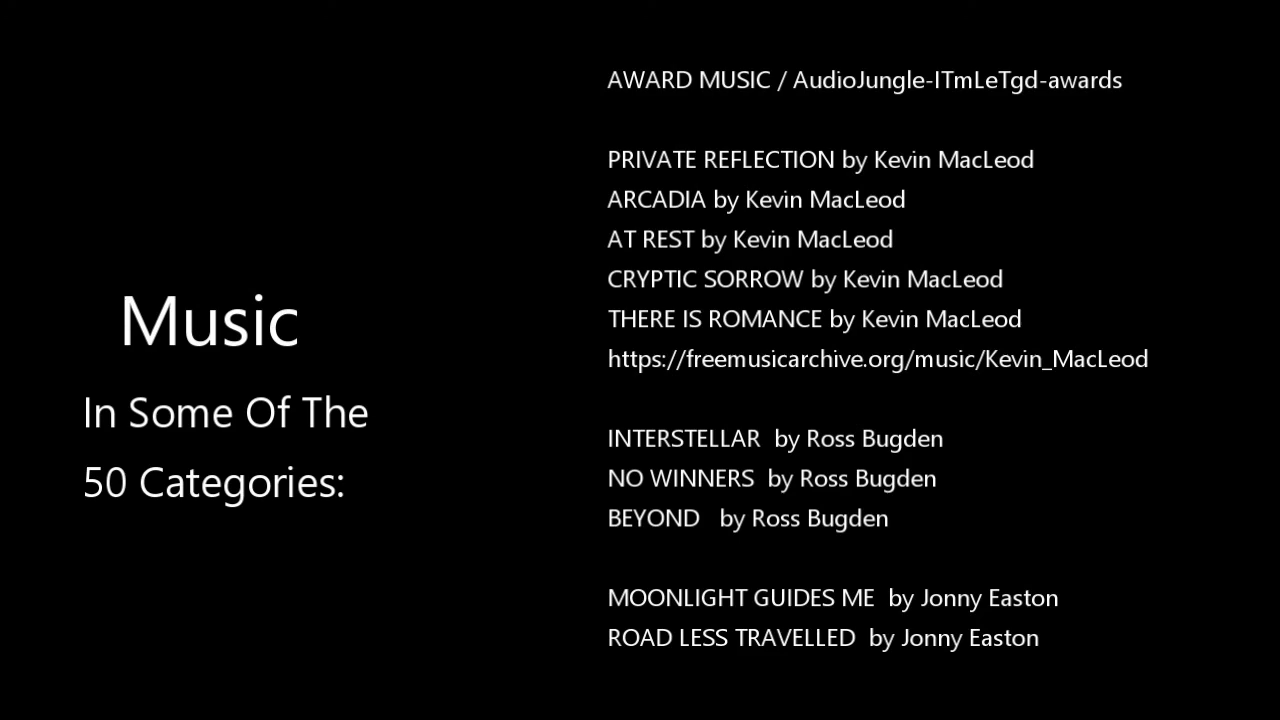 Music
In Some Of The
50 Categories:
AWARD MUSIC / AudioJungle-ITmLeTgd-awards
PRIVATE REFLECTION by Kevin MacLeod
ARCADIA by Kevin MacLeod
AT REST by Kevin MacLeod
CRYPTIC SORROW by Kevin MacLeod
THERE IS ROMANCE by Kevin MacLeod
https://freemusicarchive.org/music/Kevin_MacLeod
INTERSTELLAR  by Ross Bugden
NO WINNERS  by Ross Bugden
BEYOND   by Ross Bugden
MOONLIGHT GUIDES ME  by Jonny Easton
ROAD LESS TRAVELLED  by Jonny Easton